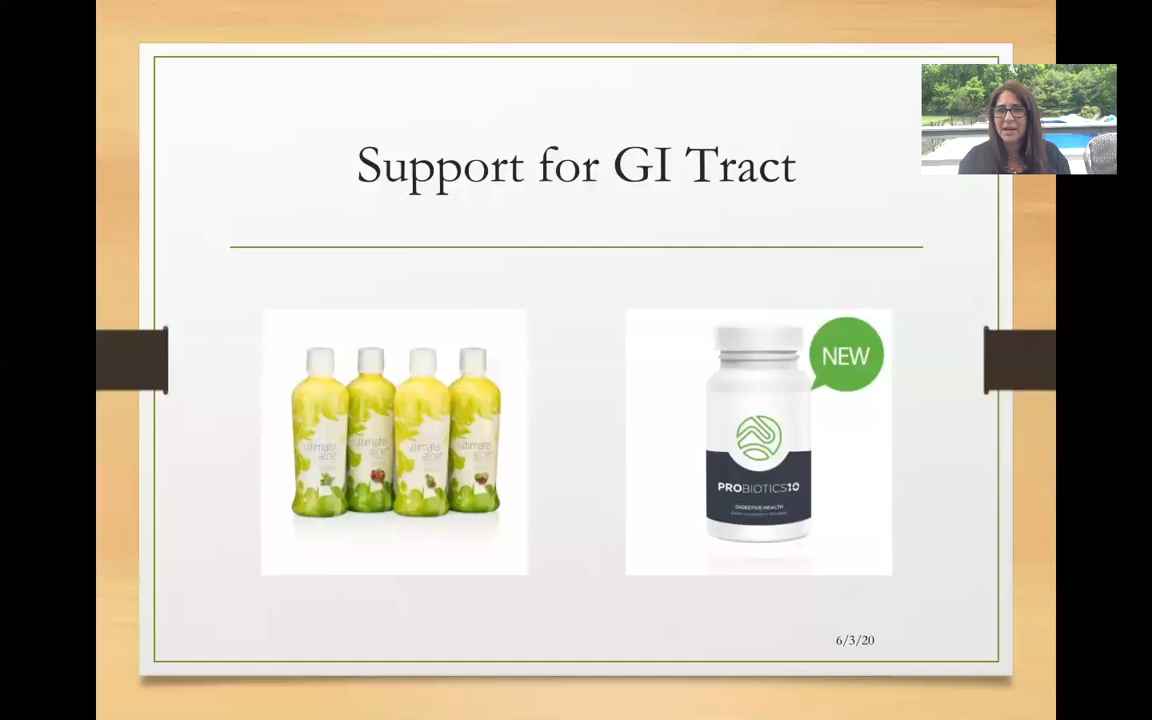 Support for GI Tract
ultimate
aloe
ultimate
aloe
ultimate
aloe
ultimate
aloe
NEW
PROBIOTICS10
DIGESTIVE HEALTH
6/3/20